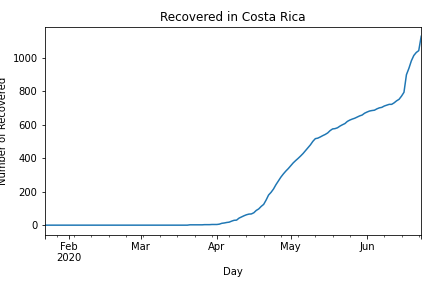 Recovered in Costa Rica
Number of Recovered
1000
800
600
400
200
0
Feb
2020
Mar
Apr
May
Jun
Day